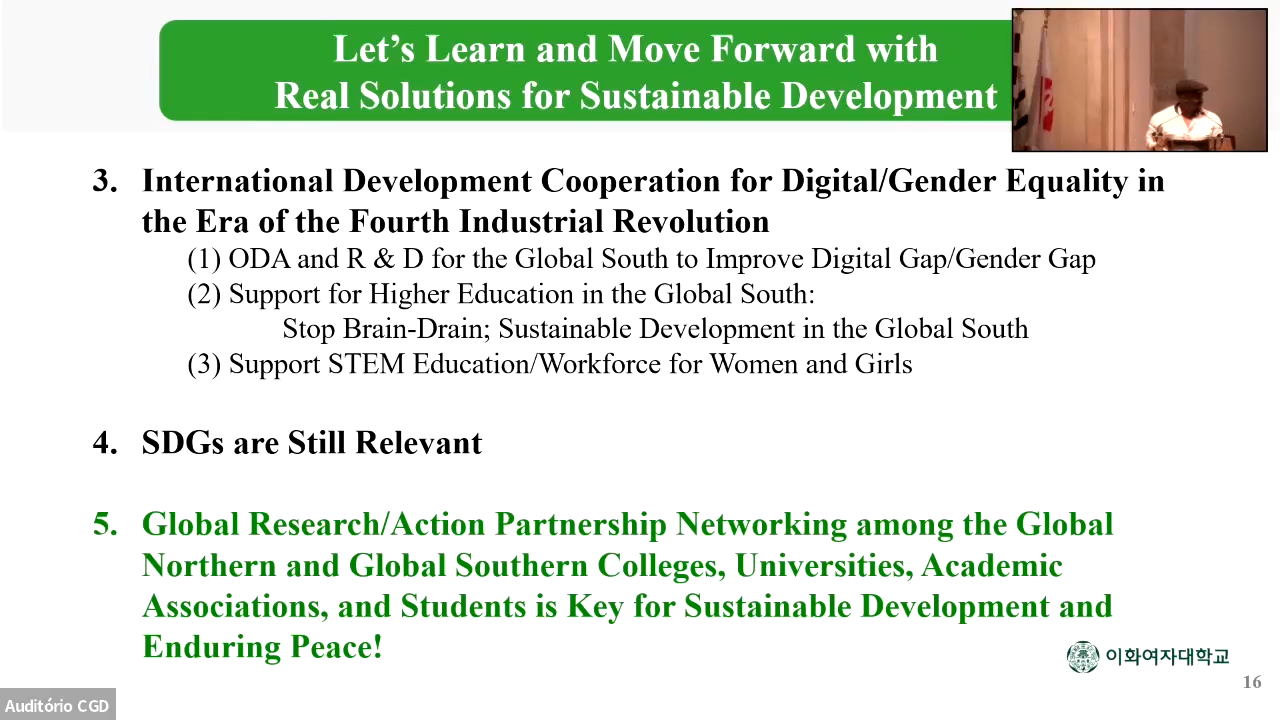 Let’s Learn and Move Forward with
Real Solutions for Sustainable Development
3. International Development Cooperation for Digital/Gender Equality in
the Era of the Fourth Industrial Revolution
(1) ODA and R & D for the Global South to Improve Digital Gap/Gender Gap
(2) Support for Higher Education in the Global South:
Stop Brain-Drain; Sustainable Development in the Global South
(3) Support STEM Education/Workforce for Women and Girls
4. SDGs are Still Relevant
5. Global Research/Action Partnership Networking among the Global
Northern and Global Southern Colleges, Universities, Academic
Associations, and Students is Key for Sustainable Development and
Enduring Peace!
이화여자대학교
16
Auditório CGD